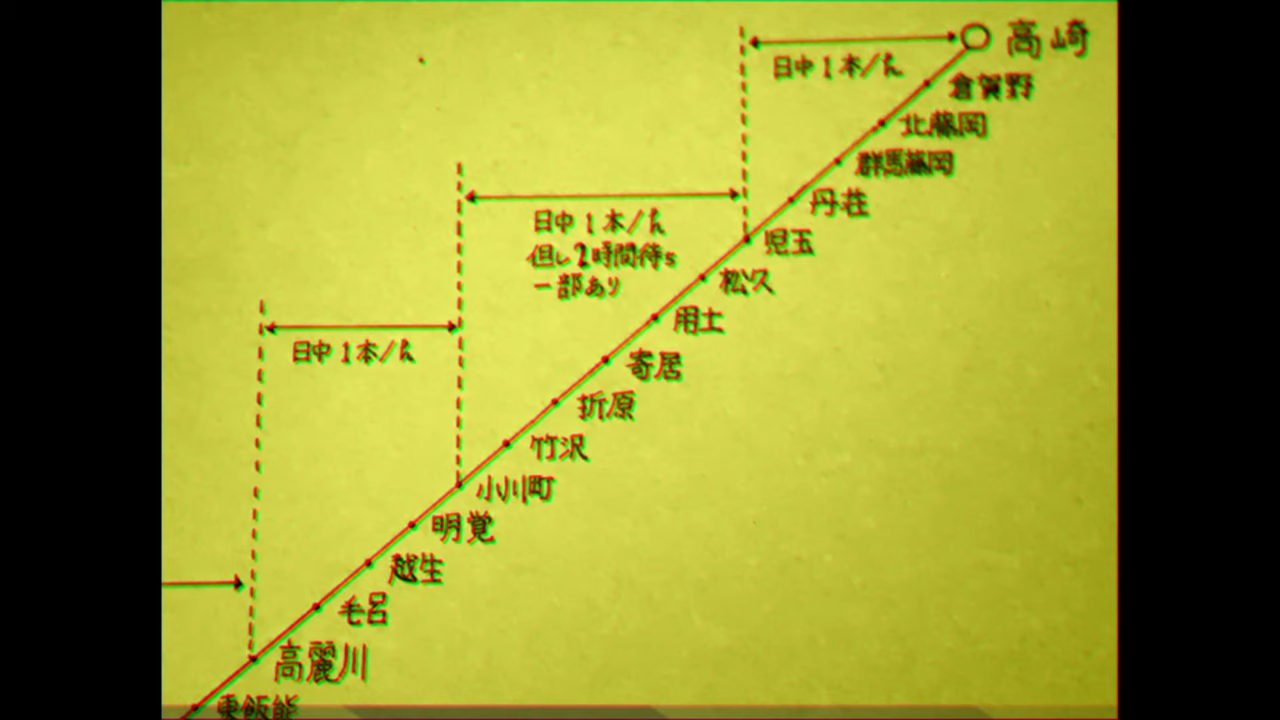 高崎
日中1本/h
倉賀野
北藤岡
群馬藤岡
丹荘
日中1本/h
但し2時間待ち
一部あり
児玉
松久
用土
日中1本/h
寄居
折原
竹沢
小川町
明覚
越生
毛呂
高麗川
東飯能